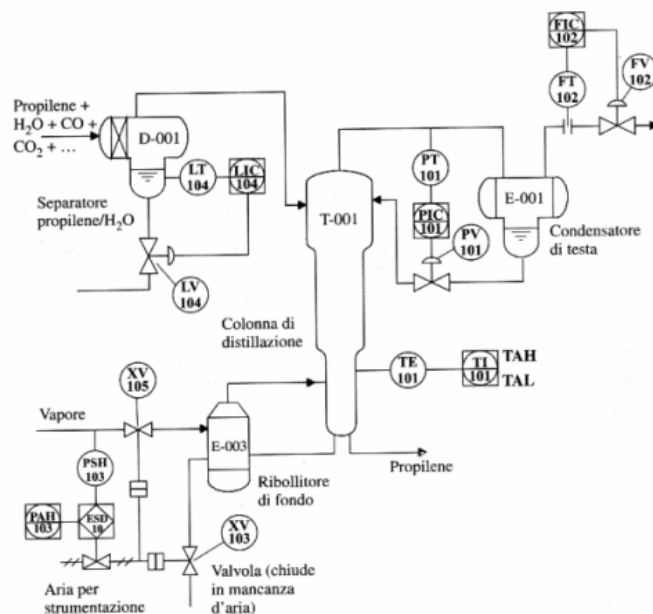 FIC
102
FT
102
FV
102
Propilene +
H₂O + CO +
CO₂ + ...
D-001
LT
104
LIC
104
Separatore
propilene/H₂O
LV
104
PT
101
PIC
101
PV
101
T-001
E-001
Condensatore
di testa
Colonna di
distillazione
TE
101
TI
101
TAH
TAL
XV
105
Vapore
E-003
Ribollitore
di fondo
Propilene
PSH
103
PAH
103
ESD
10
XV
103
Aria per
strumentazione
Valvola (chiude
in mancanza
d'aria)